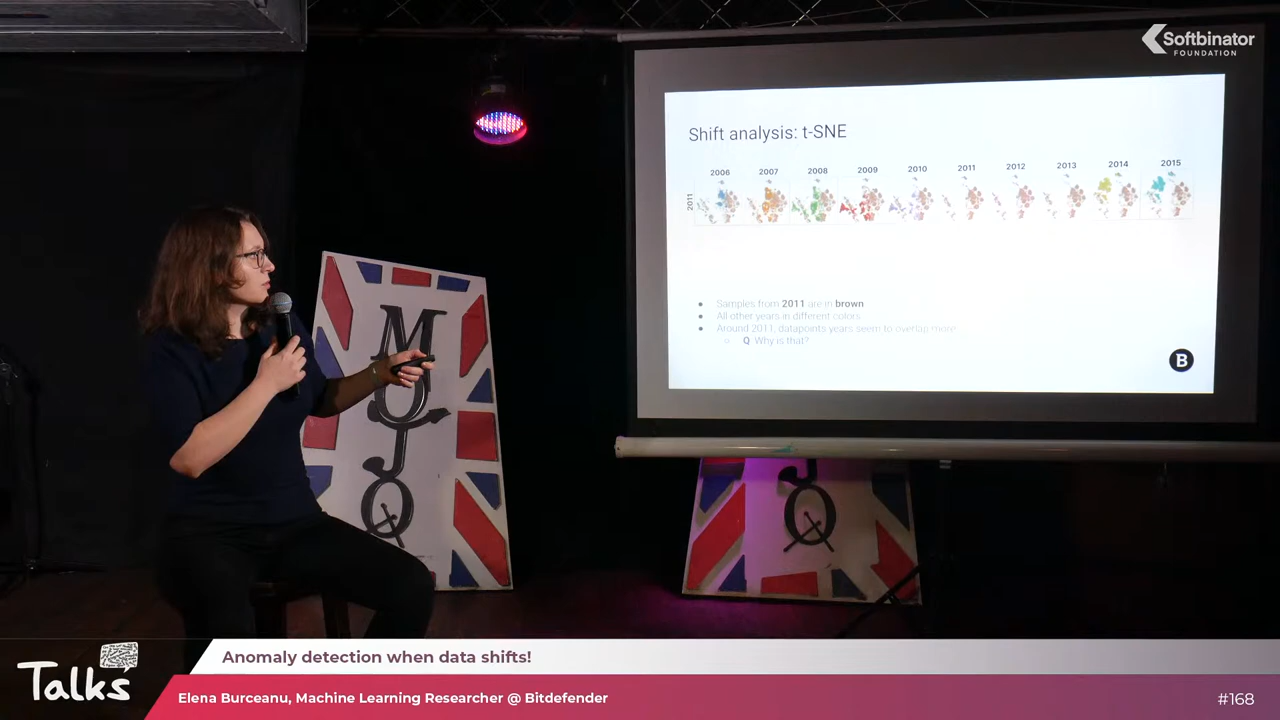 Softbinator
FOUNDATION
Shift analysis: t-SNE
2006 2007 2008 2009 2010 2011 2012 2013 2014 2015
2011
Samples from 2011 are in brown
All other years in different colors
Around 2011, datapoints years seem to overlap more
Q: Why is that?
B
MOJO
JO
Talks
Anomaly detection when data shifts!
Elena Burceanu, Machine Learning Researcher @ Bitdefender
#168